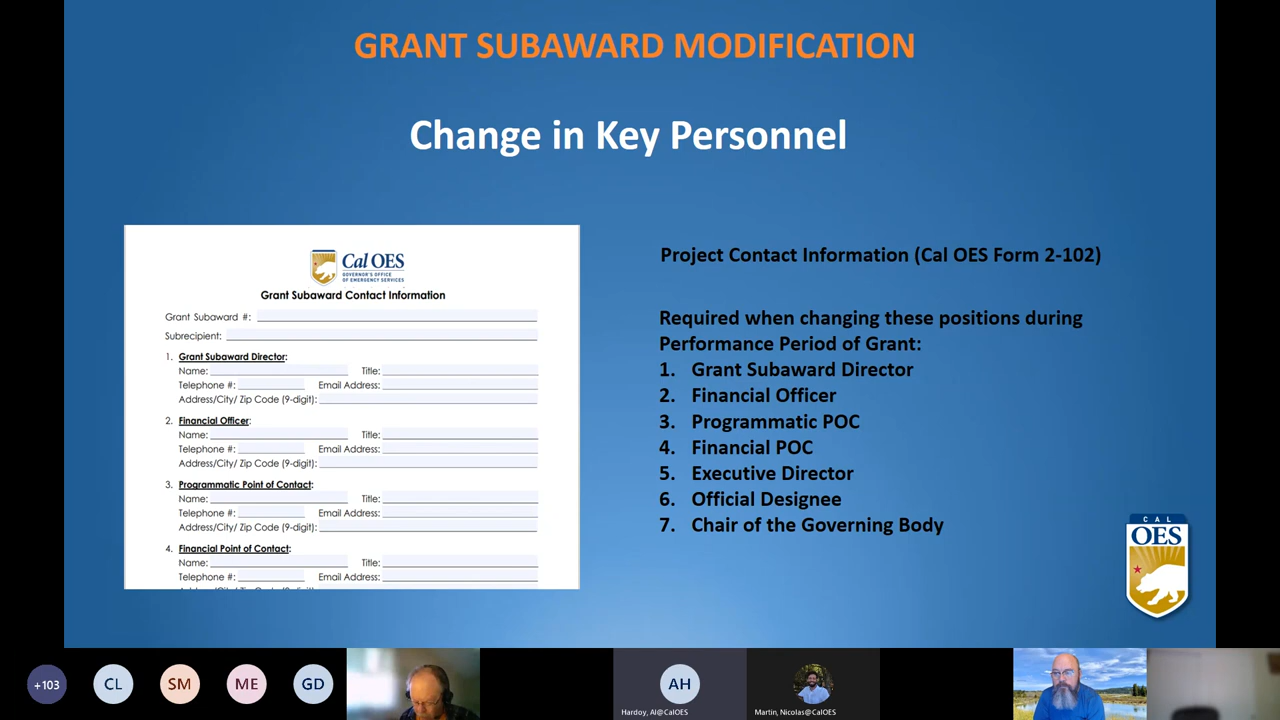 GRANT SUBAWARD MODIFICATION
Change in Key Personnel
Cal OES
GOVERNOR'S OFFICE
OF EMERGENCY SERVICES
Grant Subaward Contact Information
Grant Subaward #:
Subrecipient:
1. Grant Subaward Director:
Name: Title:
Telephone #: Email Address:
Address/City/ Zip Code (9-digit):
2. Financial Officer:
Name: Title:
Telephone #: Email Address:
Address/City/ Zip Code (9-digit):
3. Programmatic Point of Contact:
Name: Title:
Telephone #: Email Address:
Address/City/ Zip Code (9-digit):
4. Financial Point of Contact:
Name: Title:
Telephone #: Email Address:
Project Contact Information (Cal OES Form 2-102)
Required when changing these positions during
Performance Period of Grant:
1. Grant Subaward Director
2. Financial Officer
3. Programmatic POC
4. Financial POC
5. Executive Director
6. Official Designee
7. Chair of the Governing Body
CAL
OES
+103
CL
SM
ME
GD
AH
Hardoy, Al@CalOES
Martin, Nicolas@CalOES